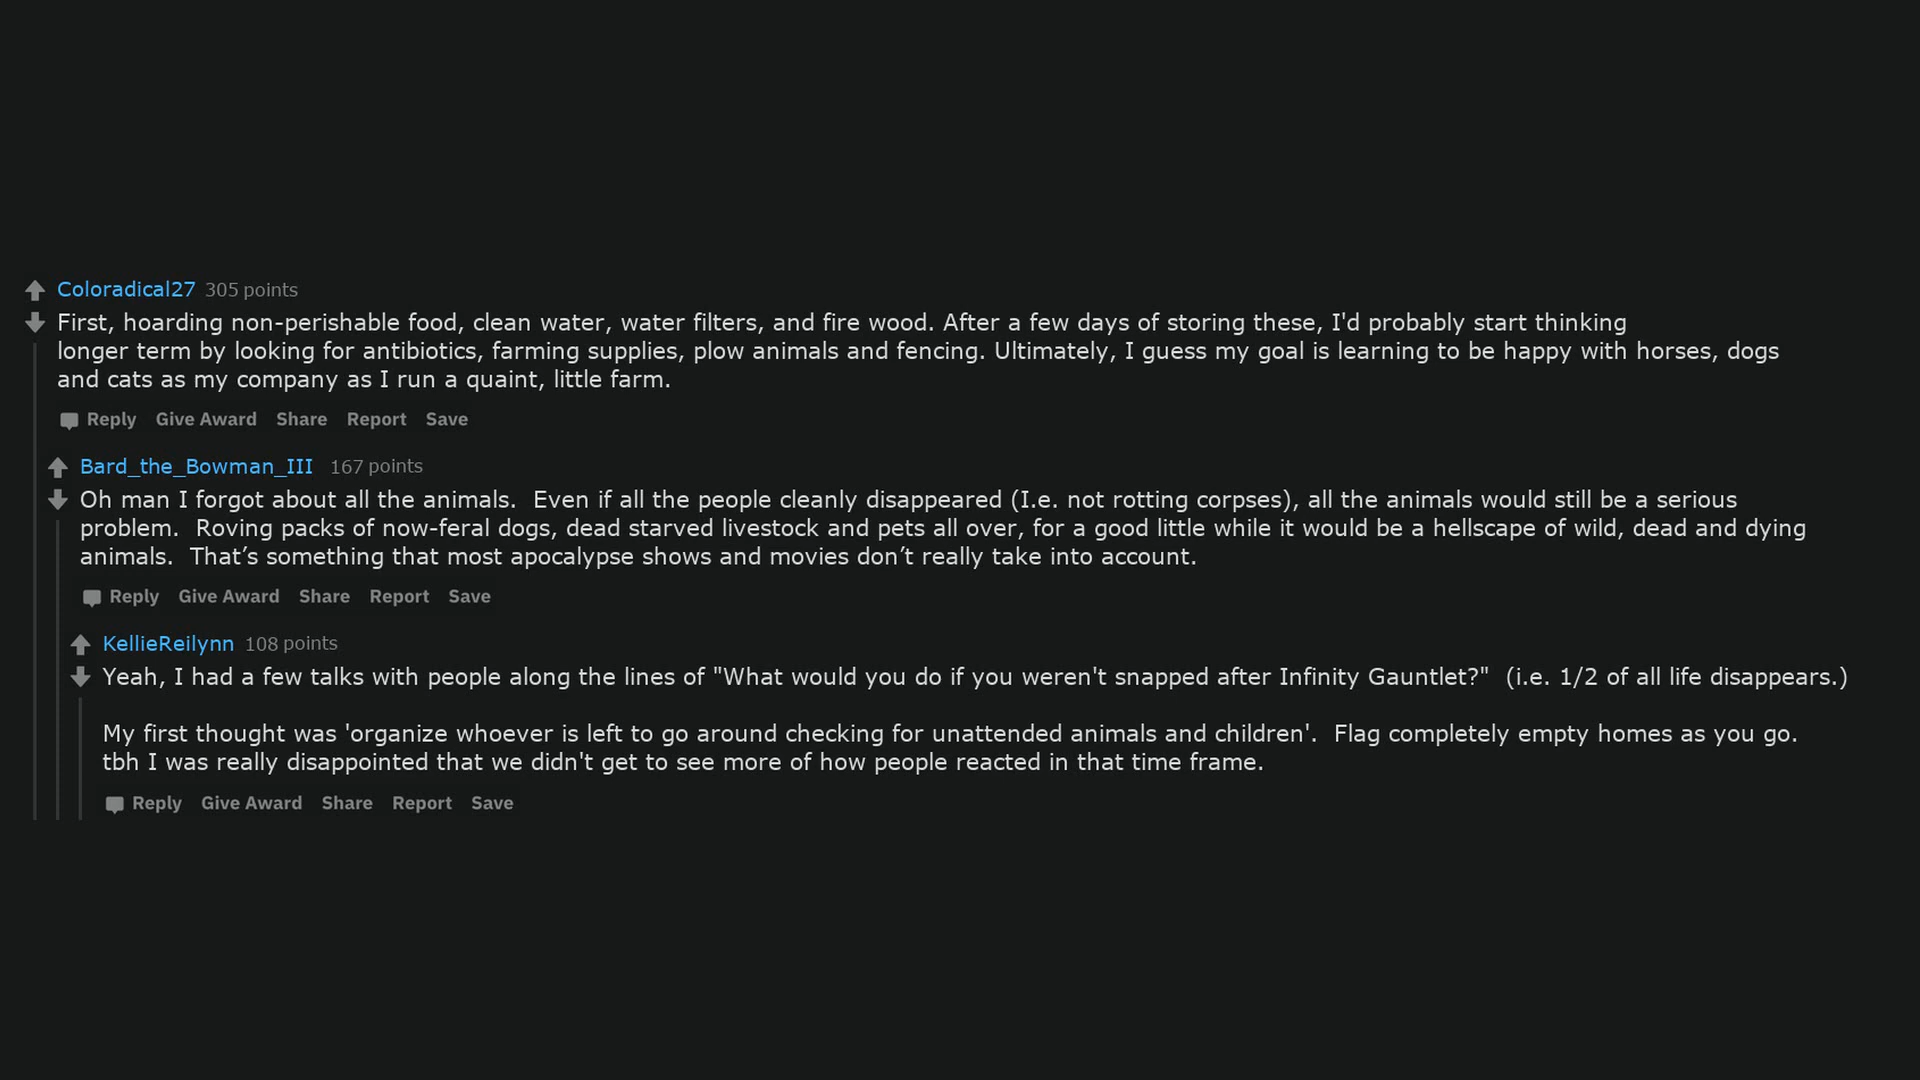 Coloradical27 305 points
First, hoarding non-perishable food, clean water, water filters, and fire wood. After a few days of storing these, I'd probably start thinking
longer term by looking for antibiotics, farming supplies, plow animals and fencing. Ultimately, I guess my goal is learning to be happy with horses, dogs
and cats as my company as I run a quaint, little farm.
Reply Give Award Share Report Save
Bard_the_Bowman_III 167 points
Oh man I forgot about all the animals.  Even if all the people cleanly disappeared (I.e. not rotting corpses), all the animals would still be a serious
problem.  Roving packs of now-feral dogs, dead starved livestock and pets all over, for a good little while it would be a hellscape of wild, dead and dying
animals.  That’s something that most apocalypse shows and movies don’t really take into account.
Reply Give Award Share Report Save
KellieReilynn 108 points
Yeah, I had a few talks with people along the lines of "What would you do if you weren't snapped after Infinity Gauntlet?"  (i.e. 1/2 of all life disappears.)
My first thought was 'organize whoever is left to go around checking for unattended animals and children'.  Flag completely empty homes as you go.
tbh I was really disappointed that we didn't get to see more of how people reacted in that time frame.
Reply Give Award Share Report Save